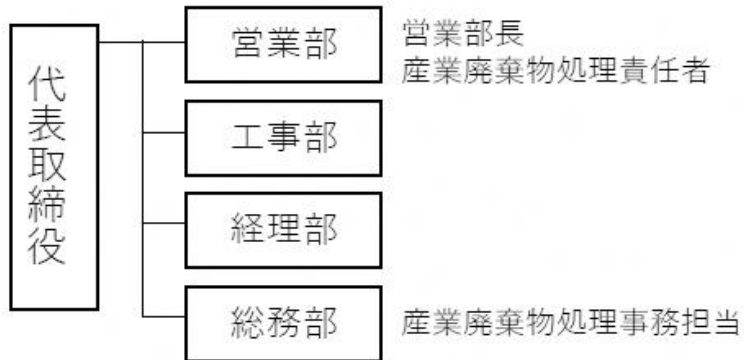 代表取締役
営業部
営業部長
産業廃棄物処理責任者
工事部
経理部
総務部
産業廃棄物処理事務担当